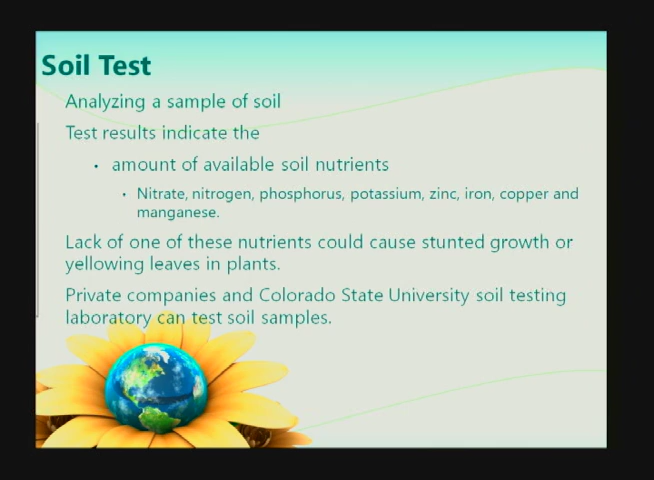 Soil Test
Analyzing a sample of soil
Test results indicate the
• amount of available soil nutrients
• Nitrate, nitrogen, phosphorus, potassium, zinc, iron, copper and
manganese.
Lack of one of these nutrients could cause stunted growth or
yellowing leaves in plants.
Private companies and Colorado State University soil testing
laboratory can test soil samples.